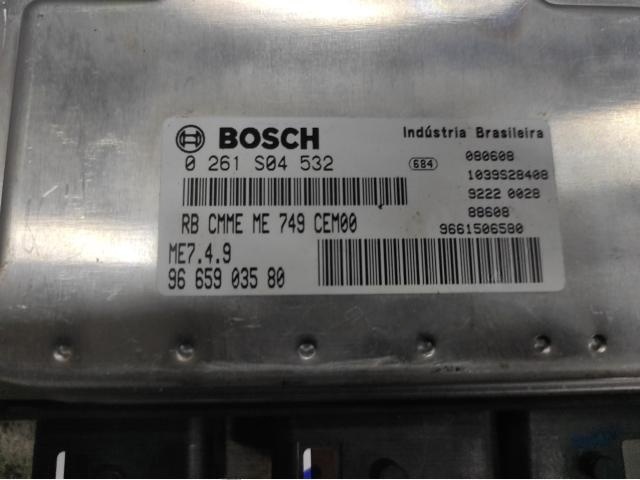 BOSCH Indústria Brasileira
0 261 S04 532 684 080608
1039S28408
9222 0028
RB CMME ME 749 CEM00 88608
9661506580
ME7.4.9
96 659 035 80